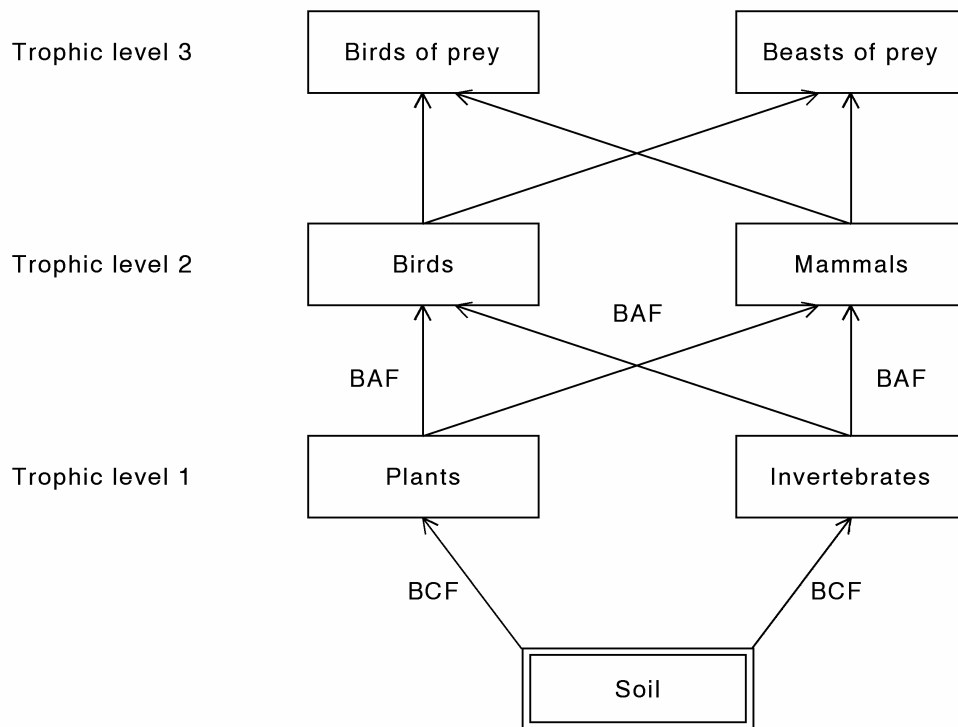 Trophic level 3
Birds of prey
Beasts of prey
Trophic level 2
Birds
Mammals
BAF
BAF
BAF
Trophic level 1
Plants
Invertebrates
BCF
BCF
Soil